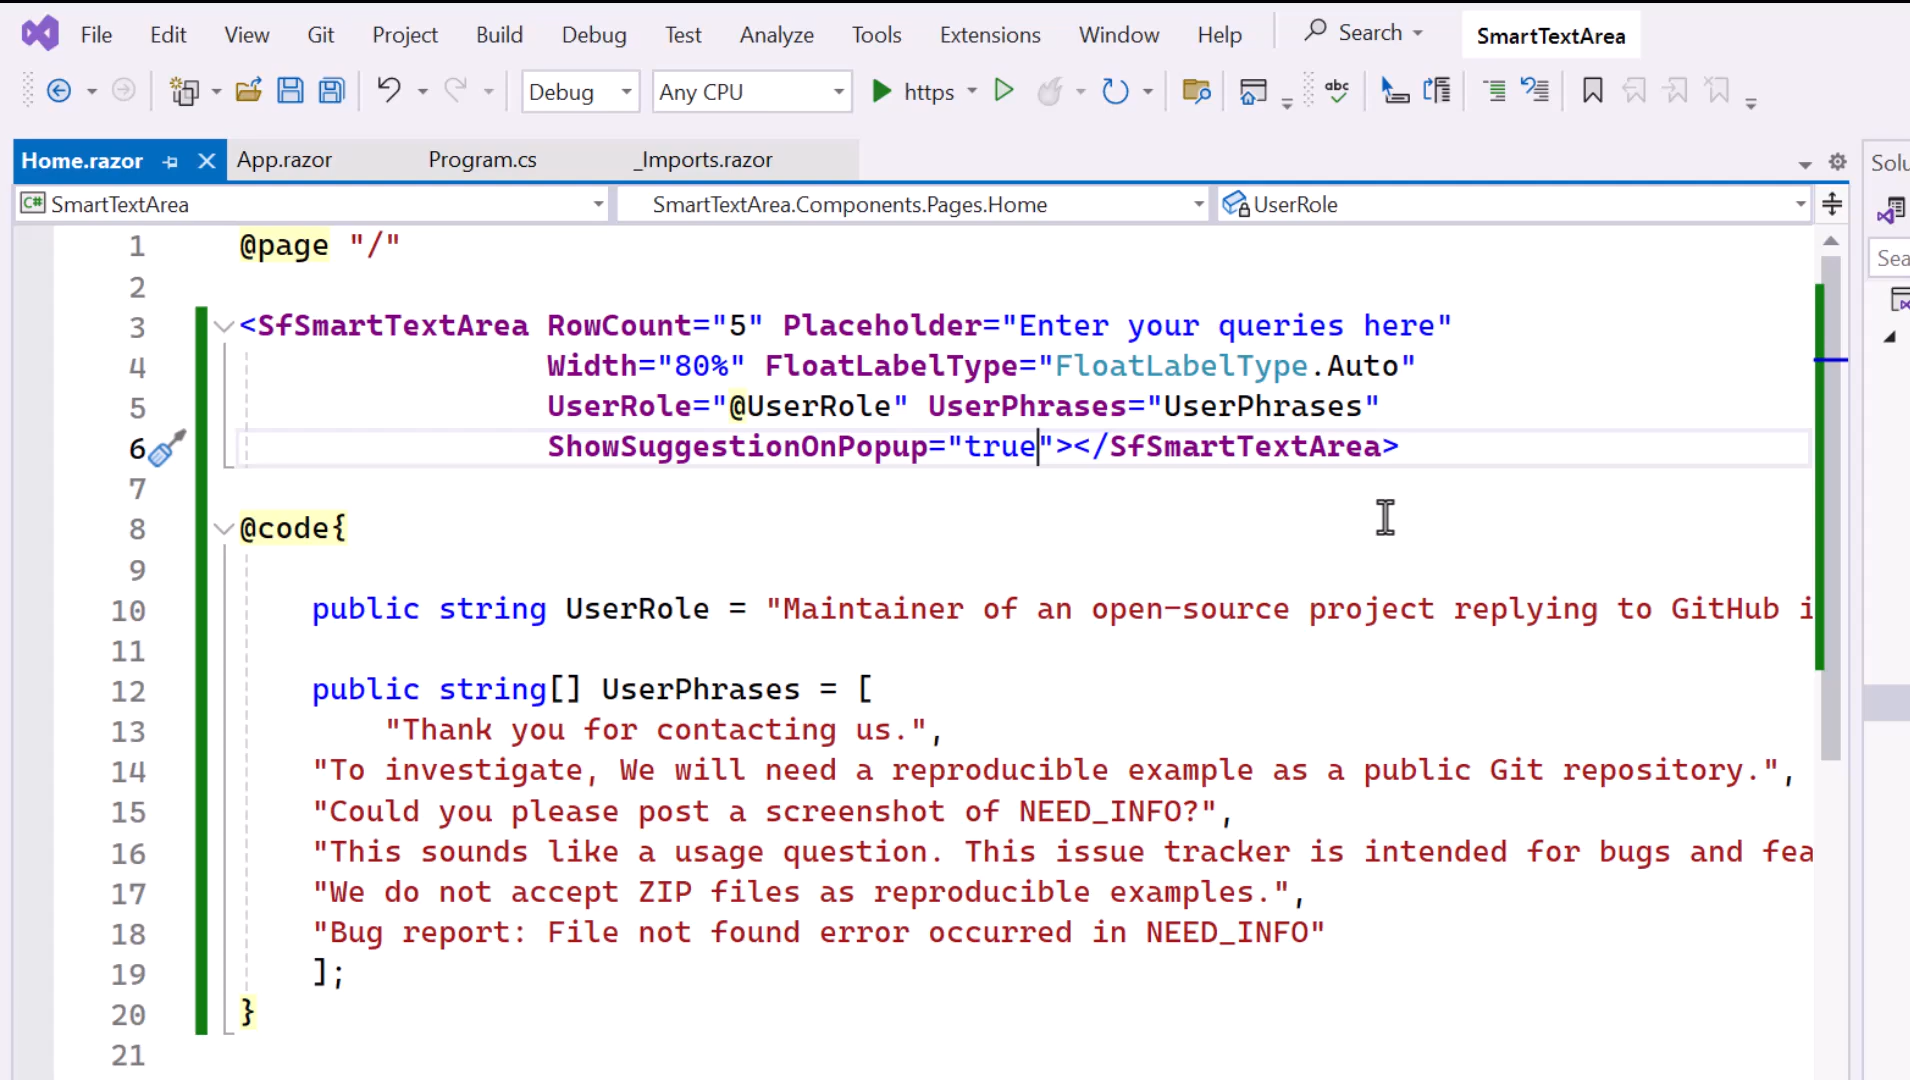 File Edit View Git Project Build Debug Test Analyze Tools Extensions Window Help Search SmartTextArea
Debug Any CPU https abc
Home.razor App.razor Program.cs _Imports.razor Solu
C# SmartTextArea SmartTextArea.Components.Pages.Home UserRole
Sea
1 @page "/"
2
3 <SfSmartTextArea RowCount="5" Placeholder="Enter your queries here"
4 Width="80%" FloatLabelType="FloatLabelType.Auto"
5 UserRole="@UserRole" UserPhrases="UserPhrases"
6 ShowSuggestionOnPopup="true"></SfSmartTextArea>
7
8 @code{
9
10 public string UserRole = "Maintainer of an open-source project replying to GitHub i
11
12 public string[] UserPhrases = [
13 "Thank you for contacting us.",
14 "To investigate, We will need a reproducible example as a public Git repository.",
15 "Could you please post a screenshot of NEED_INFO?",
16 "This sounds like a usage question. This issue tracker is intended for bugs and fea
17 "We do not accept ZIP files as reproducible examples.",
18 "Bug report: File not found error occurred in NEED_INFO"
19 ];
20 }
21